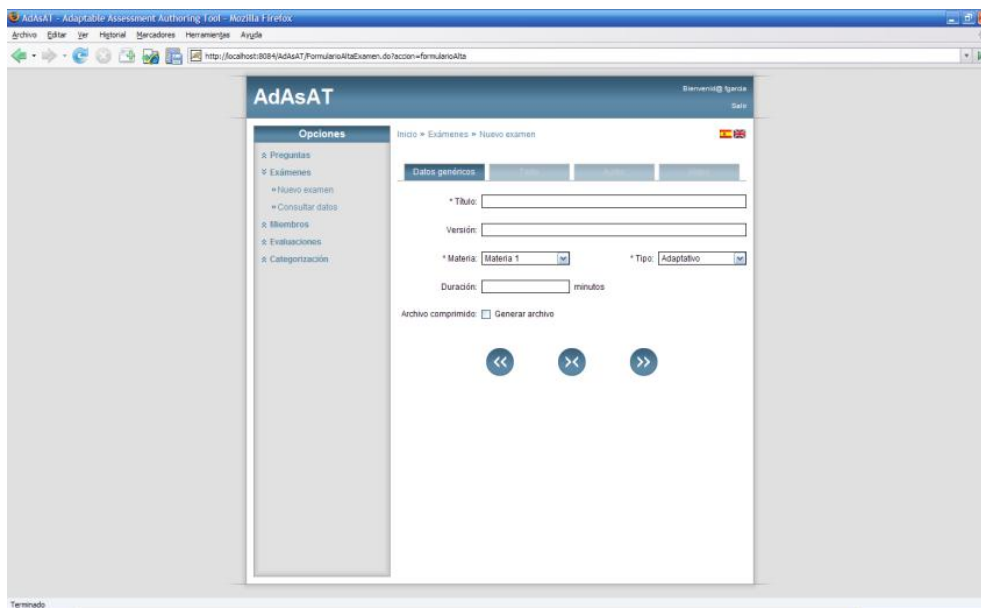 AdAsAT - Adaptable Assessment Authoring Tool - Mozilla Firefox
Archivo Editar Ver Historial Marcadores Herramientas Ayuda
http://localhost:8084/AdAsAT/FormularioAltaExamen.do?accion=formularioAlta
AdAsAT
Bienvenid@ fgarcia
Salir
Opciones
Inicio » Exámenes » Nuevo examen
Preguntas
Exámenes
» Nuevo examen
» Consultar datos
Miembros
Evaluaciones
Categorización
Datos genéricos
* Título:
Versión:
* Materia: Materia 1 * Tipo: Adaptativo
Duración: minutos
Archivo comprimido: Generar archivo
Terminado